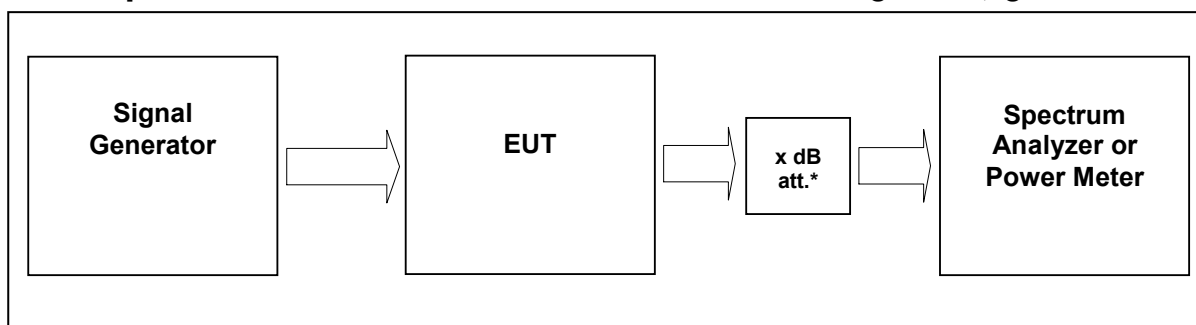 Signal
Generator
EUT
x dB
att.*
Spectrum
Analyzer or
Power Meter